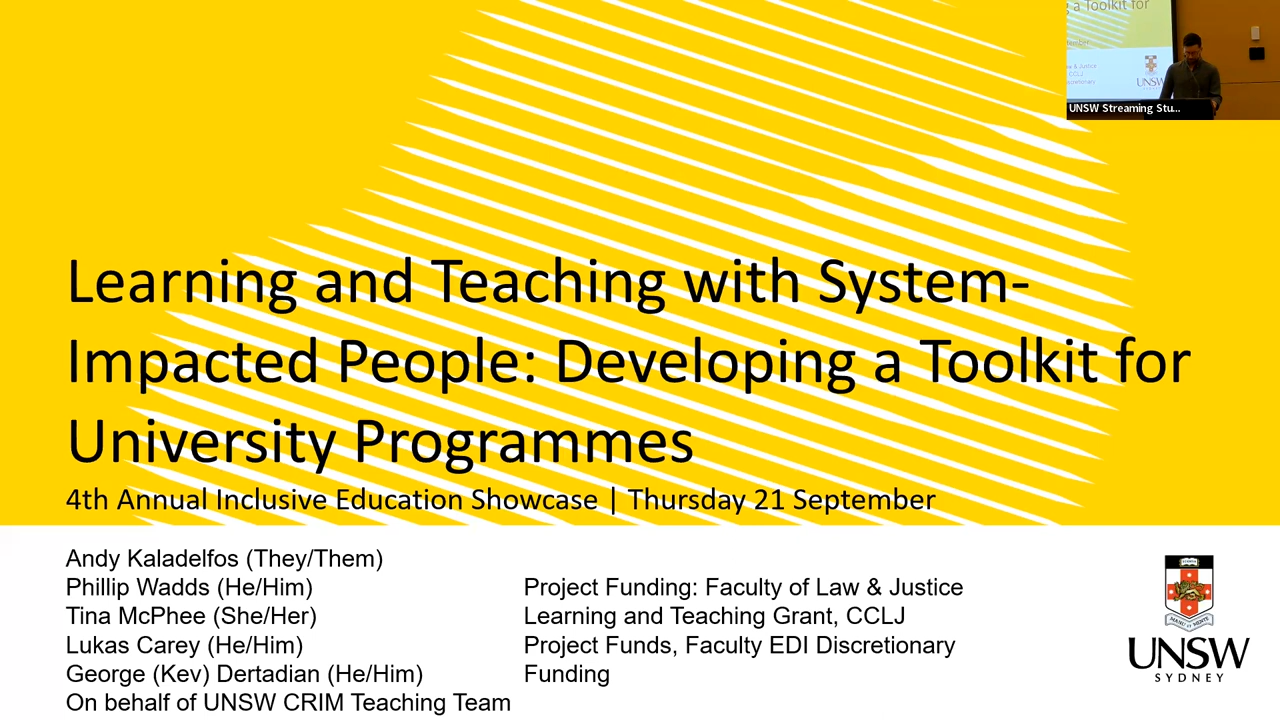 g a Toolkit for
UNSW
UNSW Streaming Stu...
Learning and Teaching with System-
Impacted People: Developing a Toolkit for
University Programmes
4th Annual Inclusive Education Showcase | Thursday 21 September
Andy Kaladelfos (They/Them)
Phillip Wadds (He/Him)
Tina McPhee (She/Her)
Lukas Carey (He/Him)
George (Kev) Dertadian (He/Him)
On behalf of UNSW CRIM Teaching Team
Project Funding: Faculty of Law & Justice
Learning and Teaching Grant, CCLJ
Project Funds, Faculty EDI Discretionary
Funding
UNSW
SYDNEY